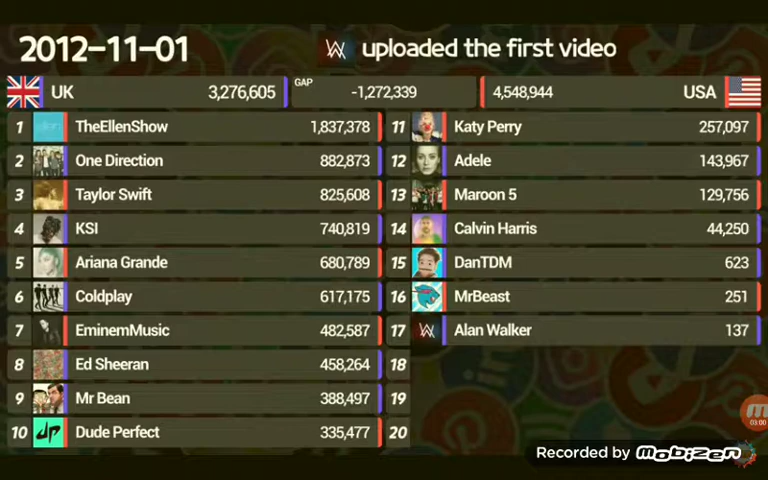 2012-11-01 uploaded the first video
UK 3,276,605 GAP -1,272,339 4,548,944 USA
1 TheEllenShow 1,837,378
2 One Direction 882,873
3 Taylor Swift 825,608
4 KSI 740,819
5 Ariana Grande 680,789
6 Coldplay 617,175
7 EminemMusic 482,587
8 Ed Sheeran 458,264
9 Mr Bean 388,497
10 Dude Perfect 335,477
11 Katy Perry 257,097
12 Adele 143,967
13 Maroon 5 129,756
14 Calvin Harris 44,250
15 DanTDM 623
16 MrBeast 251
17 Alan Walker 137
18
19
20
03:00
Recorded by MOBIZEN